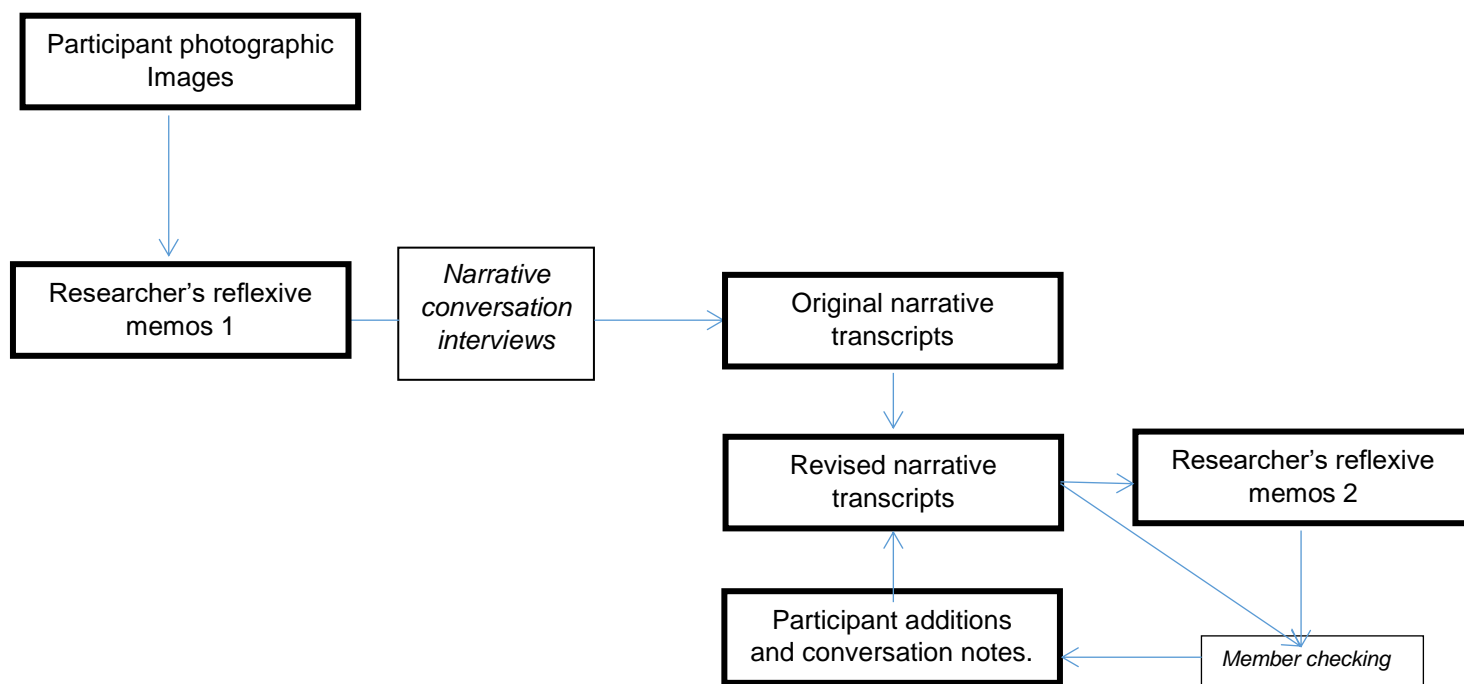 Participant photographic
Images
Researcher’s reflexive
memos 1
Narrative
conversation
interviews
Original narrative
transcripts
Revised narrative
transcripts
Researcher’s reflexive
memos 2
Participant additions
and conversation notes.
Member checking